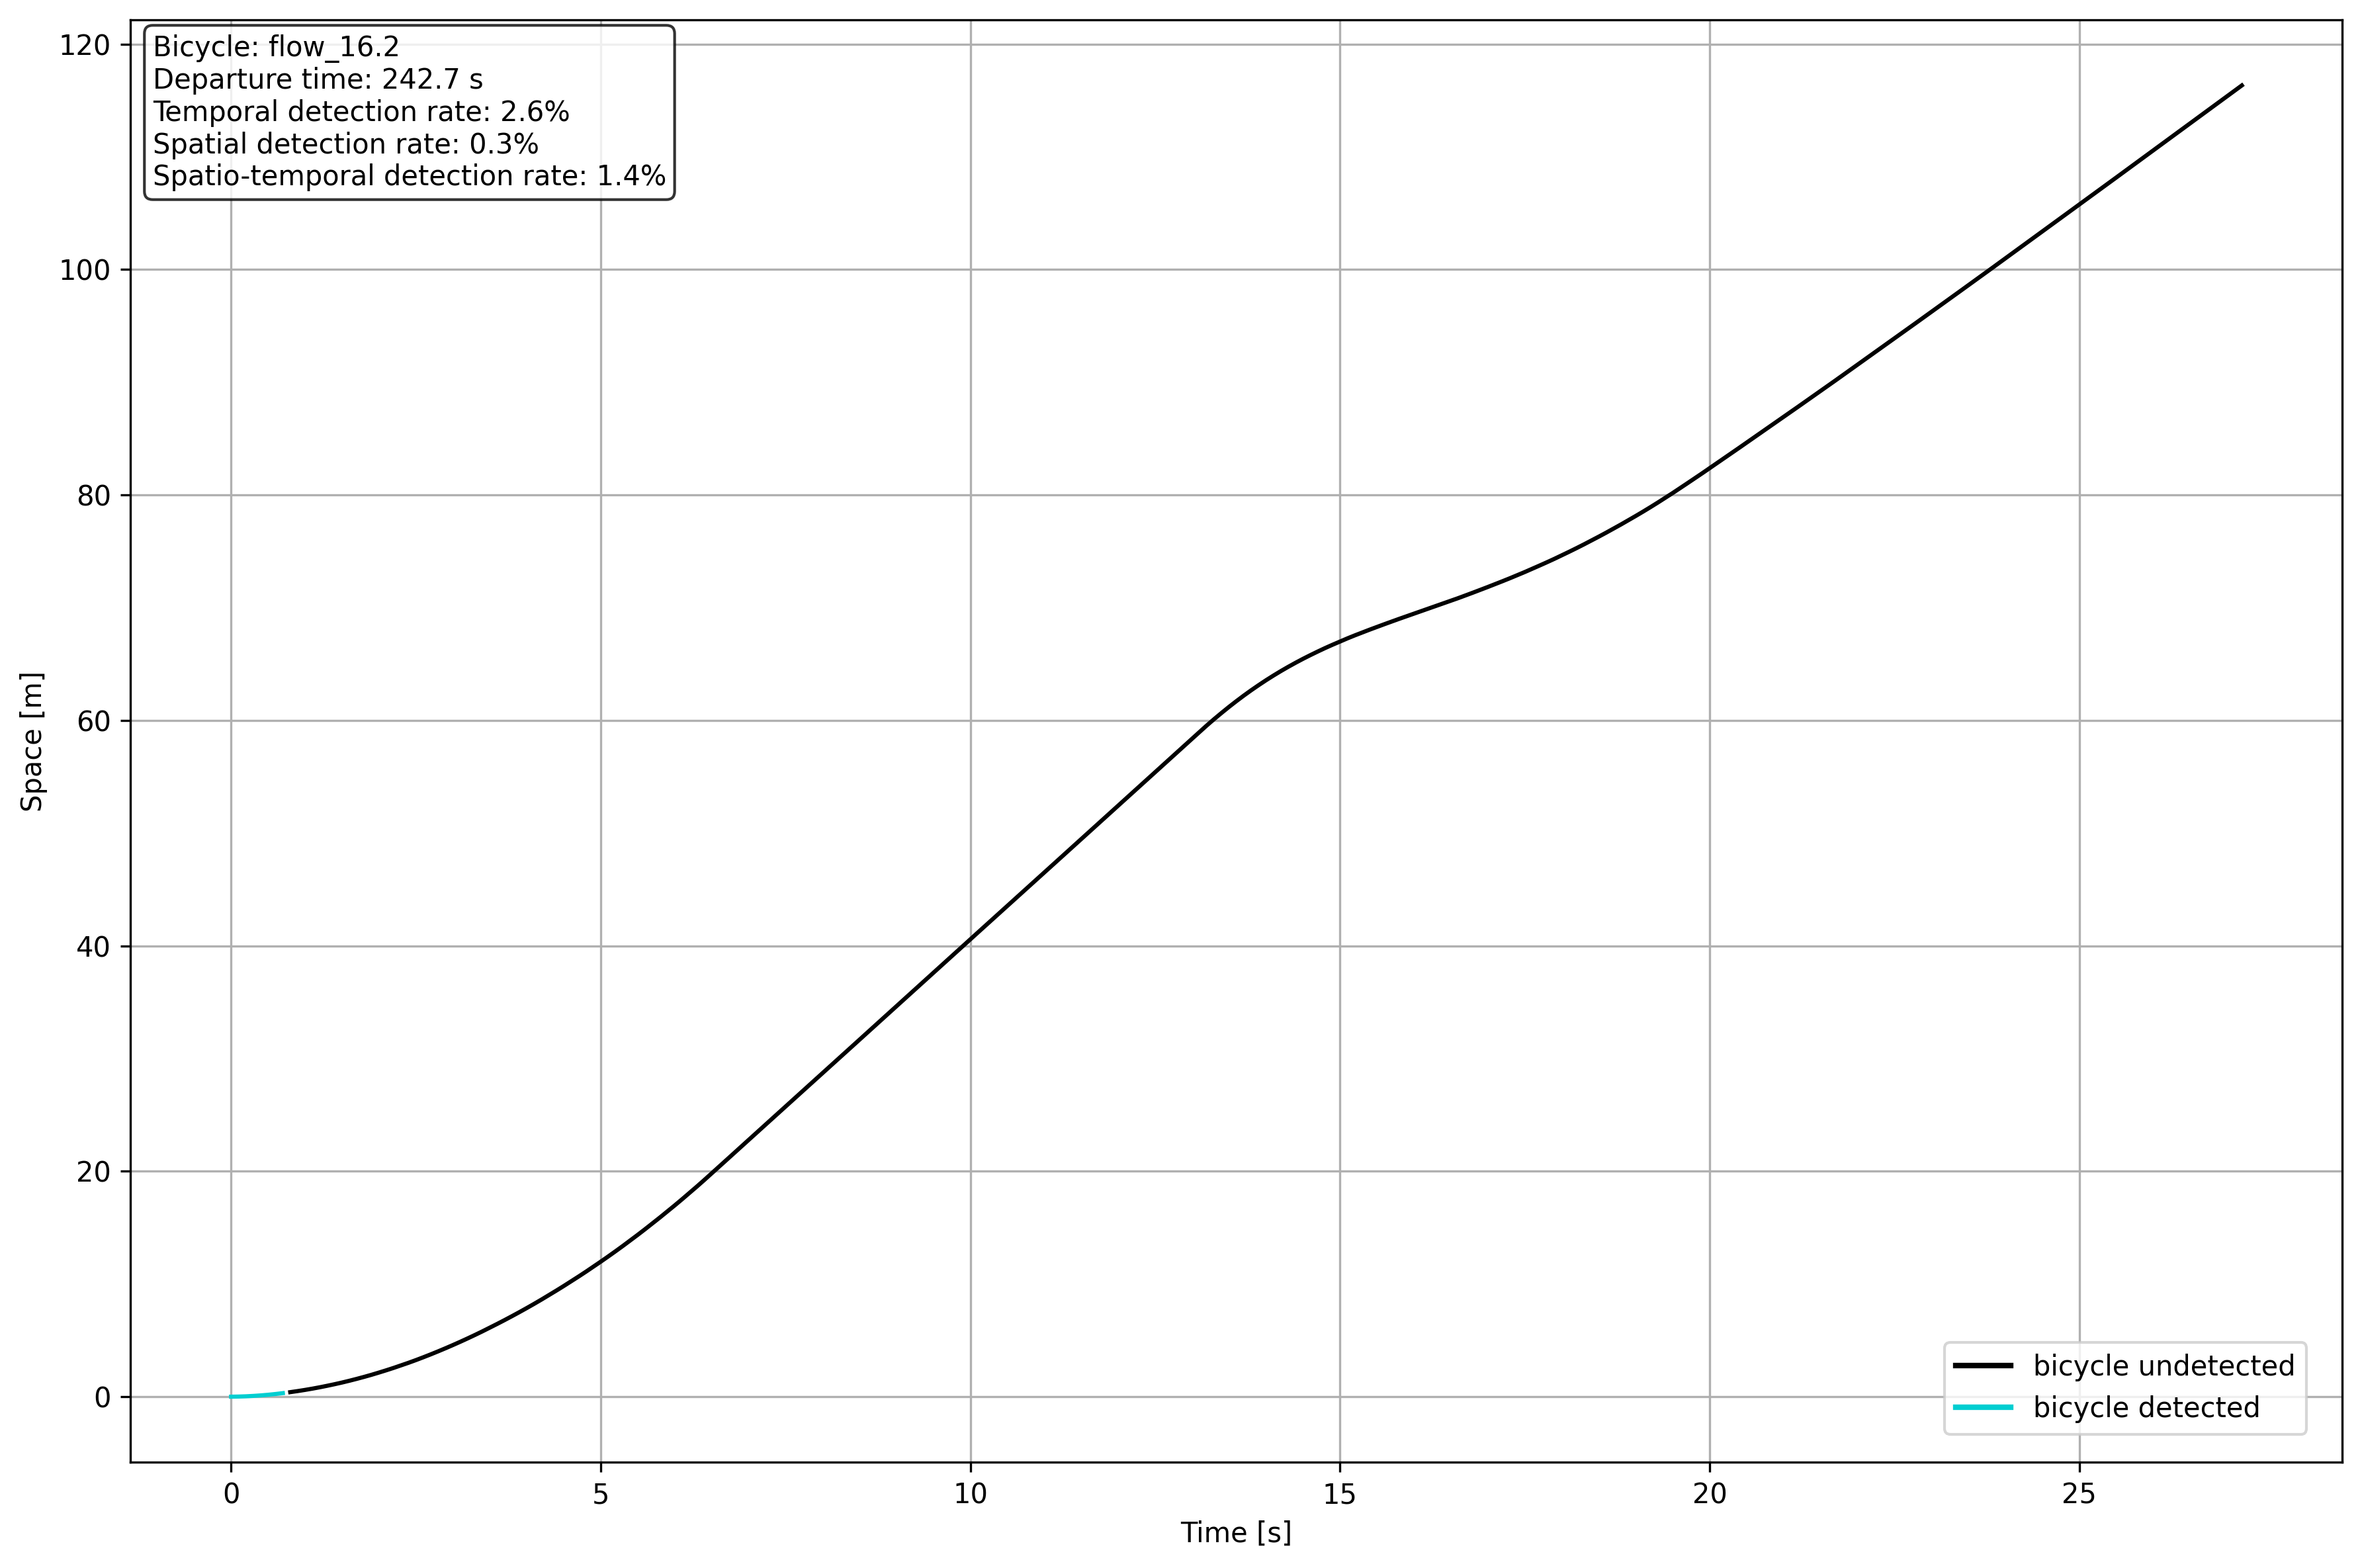 Bicycle: flow_16.2
Departure time: 242.7 s
Temporal detection rate: 2.6%
Spatial detection rate: 0.3%
Spatio-temporal detection rate: 1.4%
120
100
80
60
40
20
0
Space [m]
bicycle undetected
bicycle detected
0 5 10 15 20 25
Time [s]